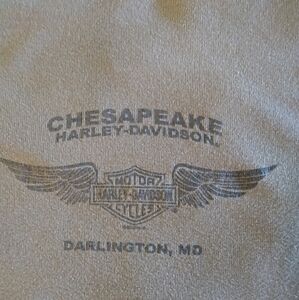 CHESAPEAKE
HARLEY-DAVIDSON
MOTOR
HARLEY-DAVIDSON
CYCLES
DARLINGTON, MD